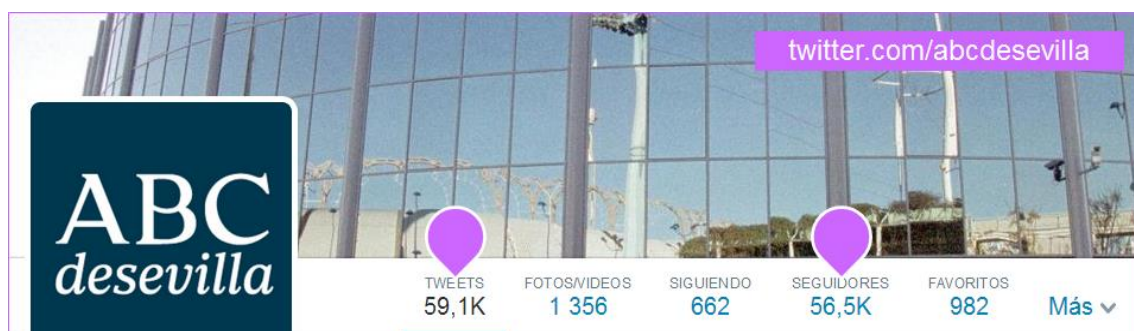 twitter.com/abcdesevilla
ABC
desevilla
TWEETS FOTOS/VIDEOS SIGUIENDO SEGUIDORES FAVORITOS
59,1K 1 356 662 56,5K 982 Más